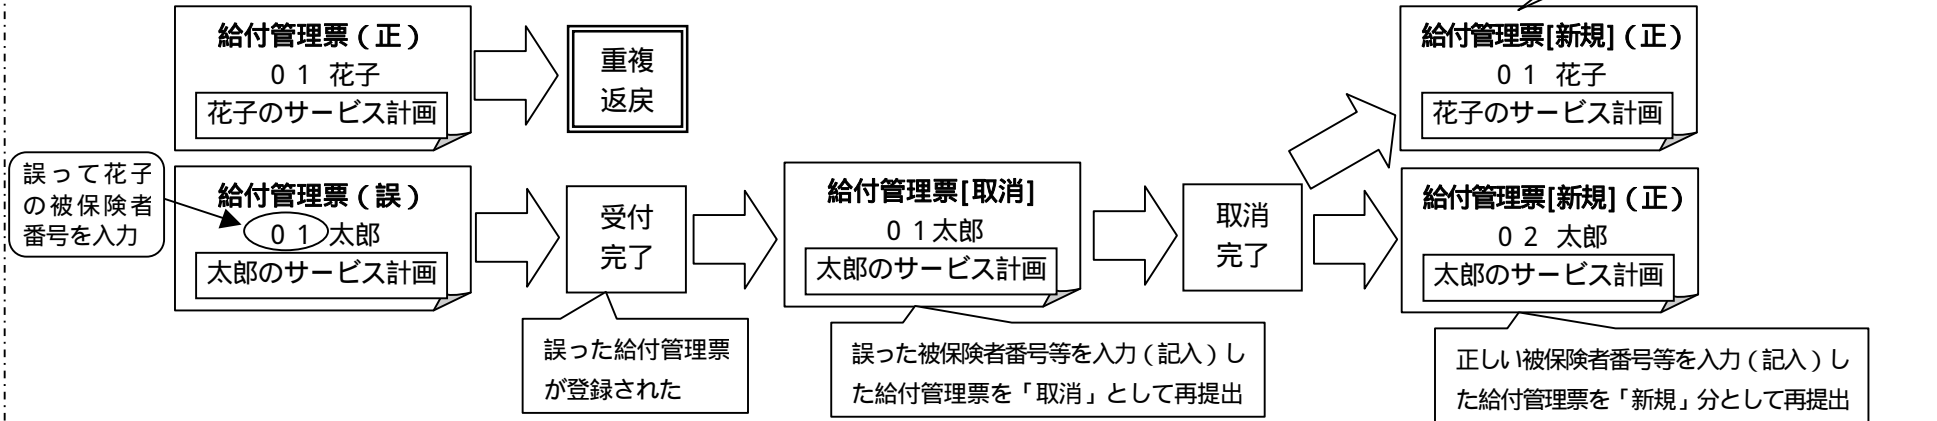 給付管理票（正）
０１ 花子
花子のサービス計画
重複
返戻
給付管理票[新規]（正）
０１ 花子
花子のサービス計画
誤って花子
の被保険者
番号を入力
給付管理票（誤）
０１ 太郎
太郎のサービス計画
受付
完了
給付管理票[取消]
０１太郎
太郎のサービス計画
取消
完了
給付管理票[新規]（正）
０２ 太郎
太郎のサービス計画
誤った給付管理票
が登録された
誤った被保険者番号等を入力（記入）し
た給付管理票を「取消」として再提出
正しい被保険者番号等を入力（記入）し
た給付管理票を「新規」分として再提出